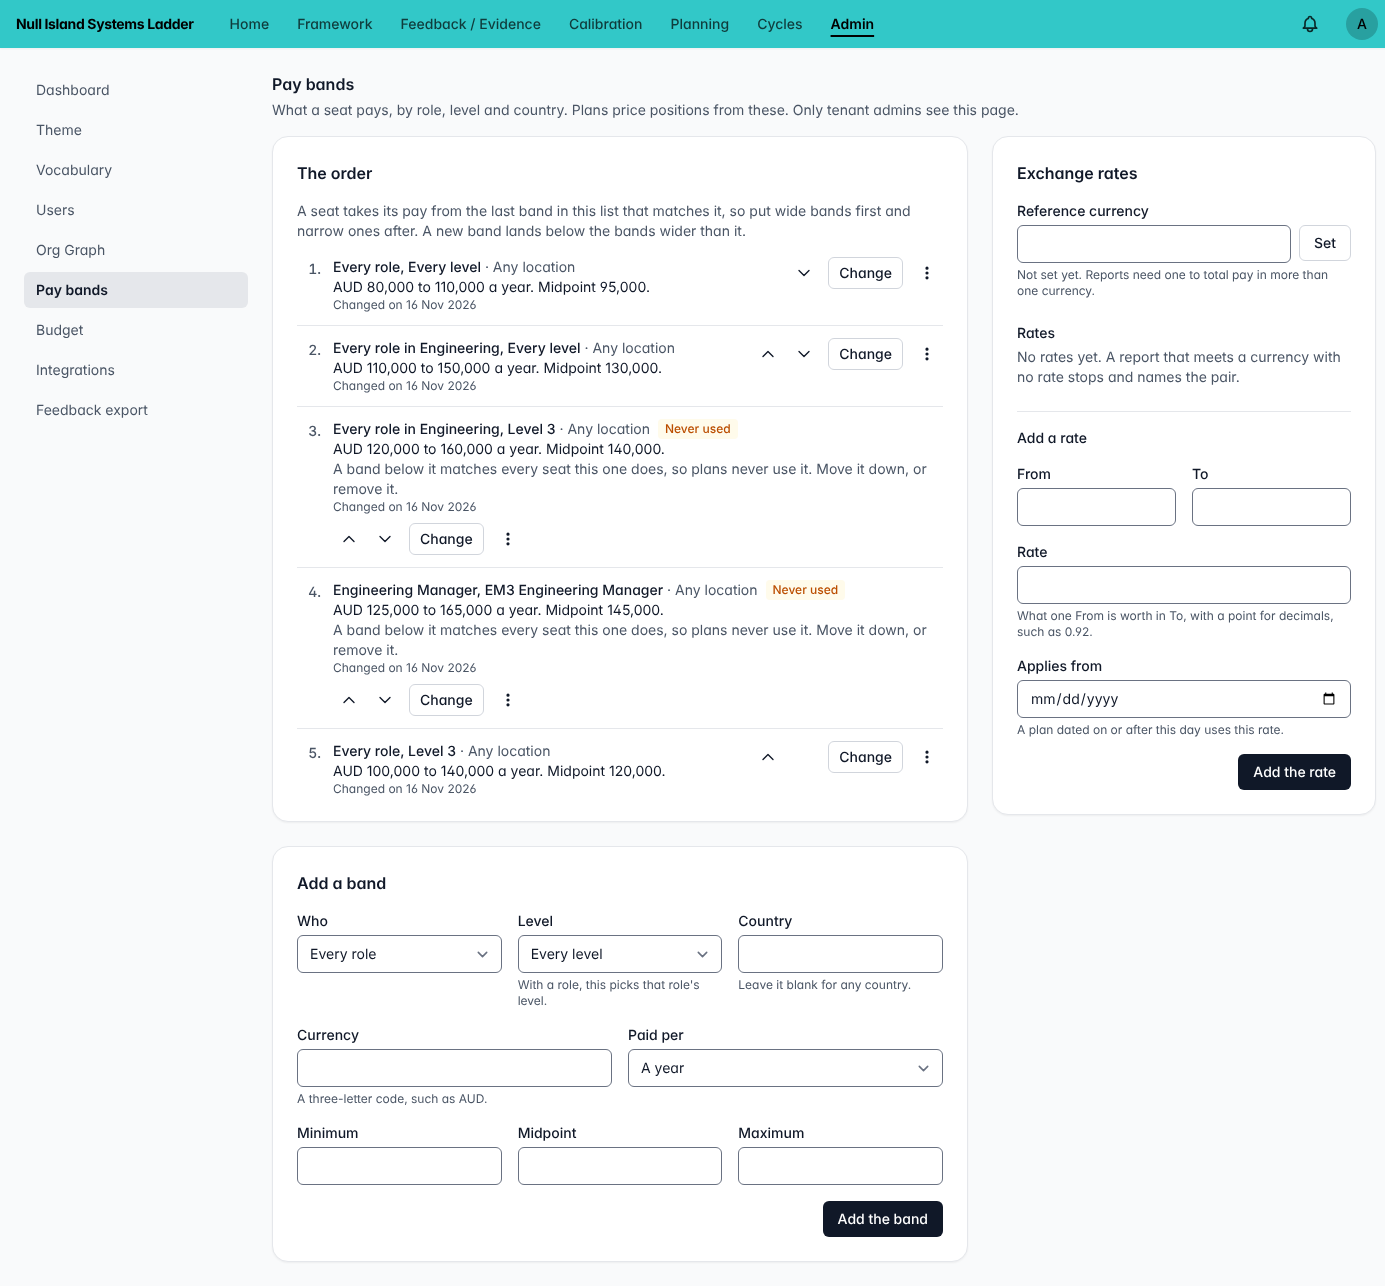 Null Island Systems Ladder
Home
Framework
Feedback / Evidence
Calibration
Planning
Cycles
Admin
A
Dashboard
Theme
Vocabulary
Users
Org Graph
Pay bands
Budget
Integrations
Feedback export
Pay bands
What a seat pays, by role, level and country. Plans price positions from these. Only tenant admins see this page.
The order
A seat takes its pay from the last band in this list that matches it, so put wide bands first and
narrow ones after. A new band lands below the bands wider than it.
1. Every role, Every level · Any location
AUD 80,000 to 110,000 a year. Midpoint 95,000.
Changed on 16 Nov 2026
Change
2. Every role in Engineering, Every level · Any location
AUD 110,000 to 150,000 a year. Midpoint 130,000.
Changed on 16 Nov 2026
Change
3. Every role in Engineering, Level 3 · Any location Never used
AUD 120,000 to 160,000 a year. Midpoint 140,000.
A band below it matches every seat this one does, so plans never use it. Move it down, or
remove it.
Changed on 16 Nov 2026
Change
4. Engineering Manager, EM3 Engineering Manager · Any location Never used
AUD 125,000 to 165,000 a year. Midpoint 145,000.
A band below it matches every seat this one does, so plans never use it. Move it down, or
remove it.
Changed on 16 Nov 2026
Change
5. Every role, Level 3 · Any location
AUD 100,000 to 140,000 a year. Midpoint 120,000.
Changed on 16 Nov 2026
Change
Add a band
Who
Every role
Level
Every level
With a role, this picks that role's
level.
Country
Leave it blank for any country.
Currency
A three-letter code, such as AUD.
Paid per
A year
Minimum
Midpoint
Maximum
Add the band
Exchange rates
Reference currency
Set
Not set yet. Reports need one to total pay in more than
one currency.
Rates
No rates yet. A report that meets a currency with
no rate stops and names the pair.
Add a rate
From
To
Rate
What one From is worth in To, with a point for decimals,
such as 0.92.
Applies from
mm/dd/yyyy
A plan dated on or after this day uses this rate.
Add the rate